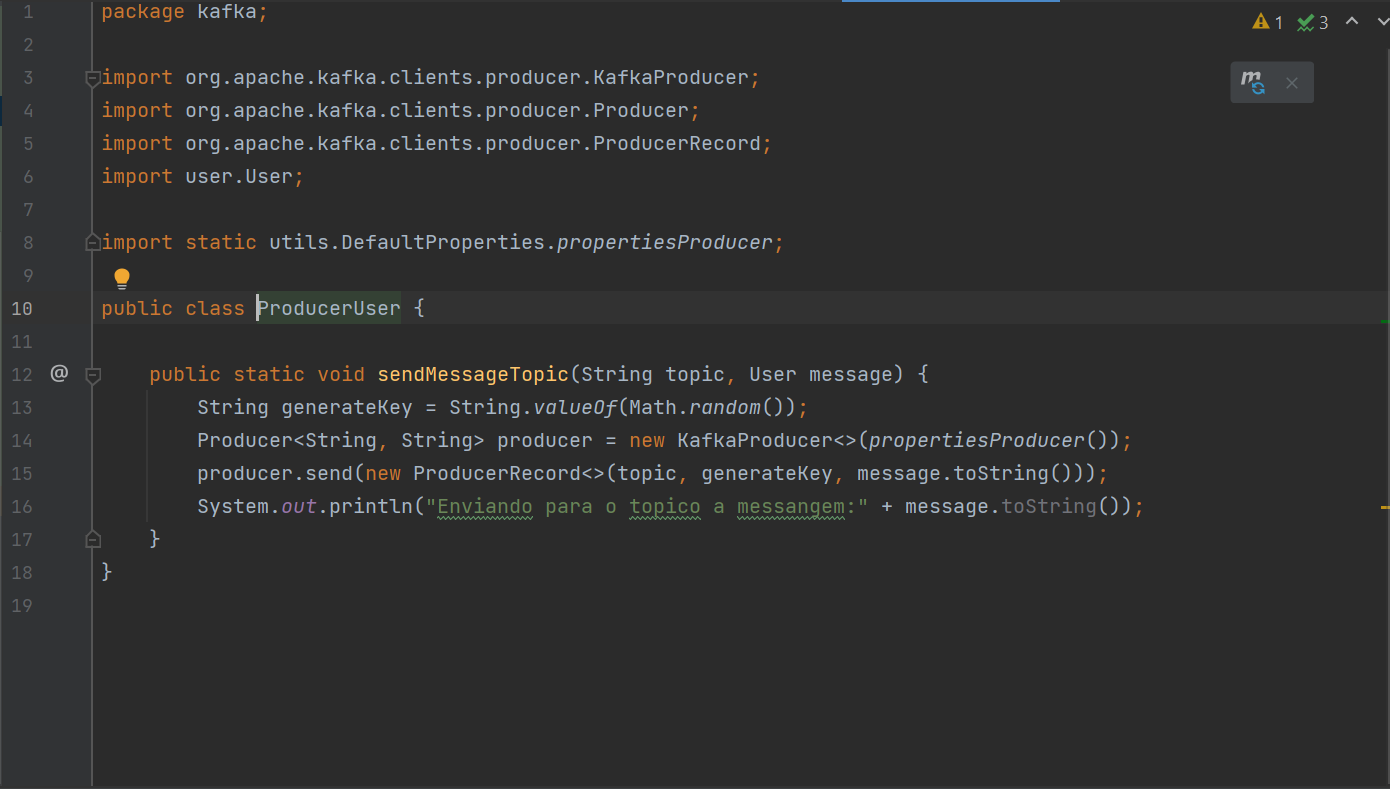 1 package kafka;
2
3 import org.apache.kafka.clients.producer.KafkaProducer;
4 import org.apache.kafka.clients.producer.Producer;
5 import org.apache.kafka.clients.producer.ProducerRecord;
6 import user.User;
7
8 import static utils.DefaultProperties.propertiesProducer;
9
10 public class ProducerUser {
11
12 @ public static void sendMessageTopic(String topic, User message) {
13 String generateKey = String.valueOf(Math.random());
14 Producer<String, String> producer = new KafkaProducer<>(propertiesProducer());
15 producer.send(new ProducerRecord<>(topic, generateKey, message.toString()));
16 System.out.println("Enviando para o topico a messangem:" + message.toString());
17 }
18 }
19
1 3
m